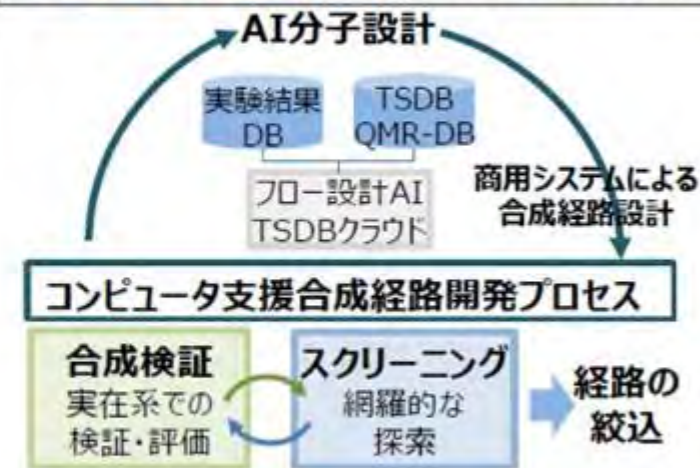 AI分子設計
実験結果
DB
TSDB
QMR-DB
フロー設計AI
TSDBクラウド
商用システムによる
合成経路設計
コンピュータ支援合成経路開発プロセス
合成検証
実在系での
検証・評価
スクリーニング
網羅的な
探索
経路の
絞込